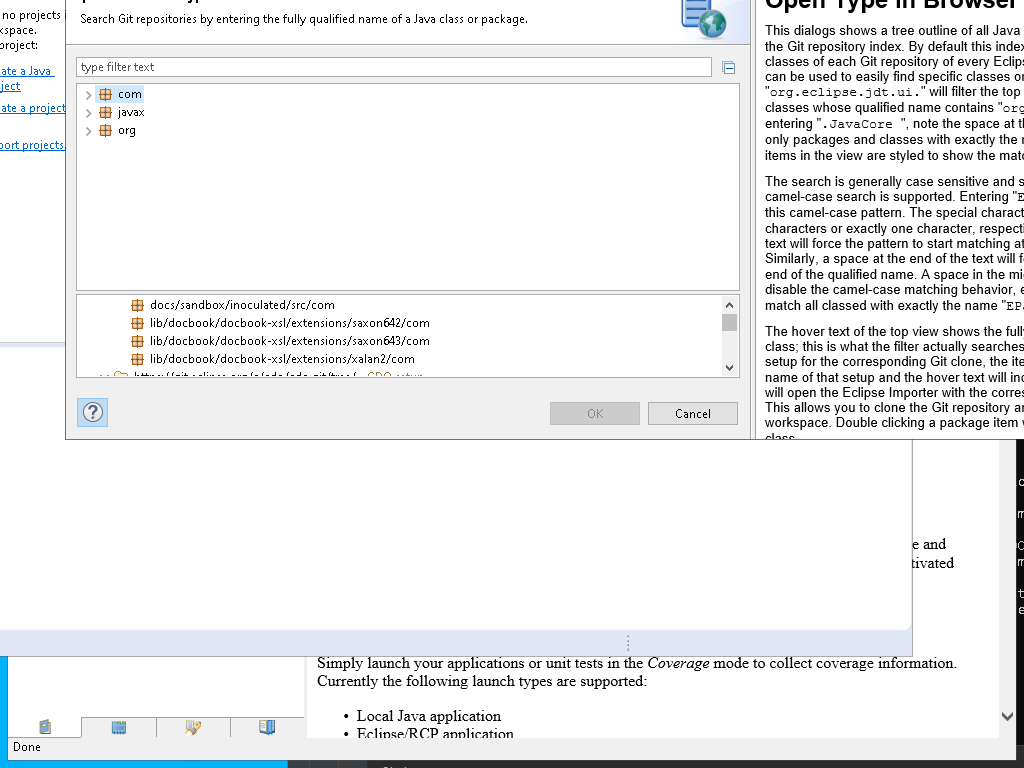 no projects
kspace.
project:
ate a Java
ject
ate a project
port projects.
Search Git repositories by entering the fully qualified name of a Java class or package.
type filter text
com
javax
org
docs/sandbox/inoculated/src/com
lib/docbook/docbook-xsl/extensions/saxon642/com
lib/docbook/docbook-xsl/extensions/saxon643/com
lib/docbook/docbook-xsl/extensions/xalan2/com
?
OK
Cancel
Open Type in Browser
This dialogs shows a tree outline of all Java
the Git repository index. By default this index
classes of each Git repository of every Eclips
can be used to easily find specific classes or
"org.eclipse.jdt.ui." will filter the top
classes whose qualified name contains "org
entering ".JavaCore ", note the space at th
only packages and classes with exactly the n
items in the view are styled to show the matc
The search is generally case sensitive and s
camel-case search is supported. Entering "E
this camel-case pattern. The special charact
characters or exactly one character, respecti
text will force the pattern to start matching at
Similarly, a space at the end of the text will f
end of the qualified name. A space in the mi
disable the camel-case matching behavior, e
match all classed with exactly the name "EPa
The hover text of the top view shows the fully
class; this is what the filter actually searches
setup for the corresponding Git clone, the ite
name of that setup and the hover text will inc
will open the Eclipse Importer with the corres
This allows you to clone the Git repository an
workspace. Double clicking a package item w
class.
e and
tivated
Simply launch your applications or unit tests in the Coverage mode to collect coverage information.
Currently the following launch types are supported:
• Local Java application
• Eclipse/RCP application
Done